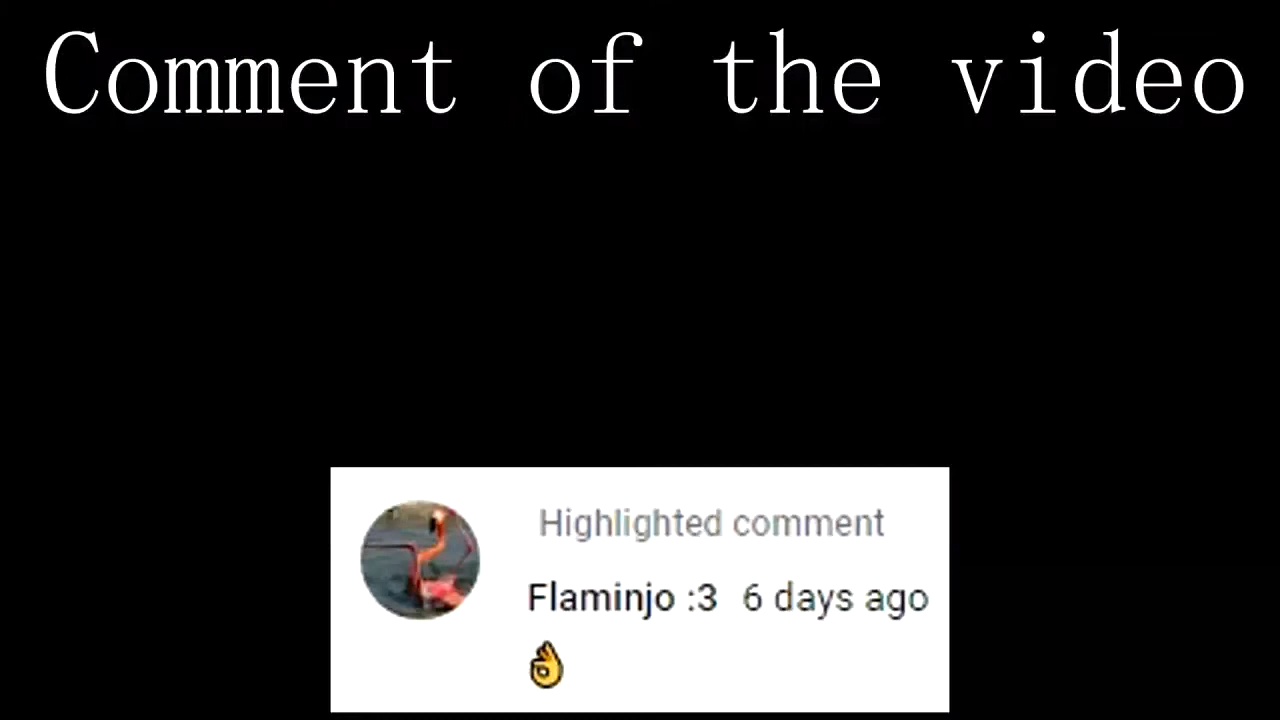 Comment of the video
Highlighted comment
Flaminjo :3 6 days ago
👌